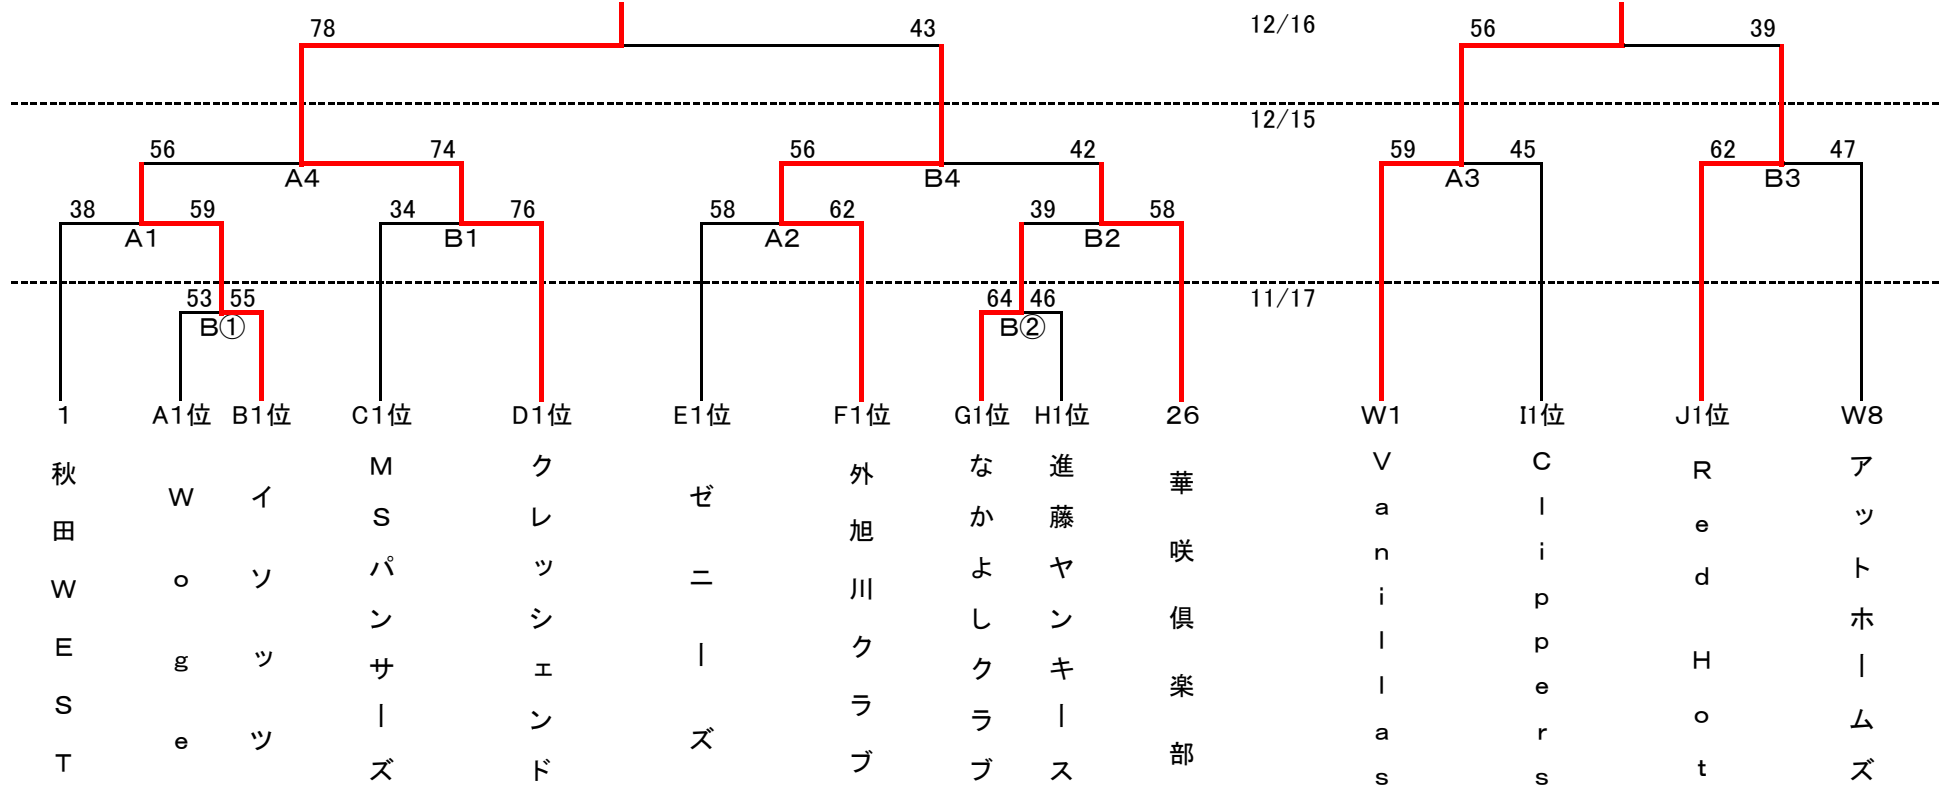 78 43 12/16 56 39
12/15
56 74 56 42 59 45 62 47
A4 B4 A3 B3
38 59 34 76 58 62 39 58
A1 B1 A2 B2
53 55 64 46 11/17
B① B②
1 A1位 B1位 C1位 D1位 E1位 F1位 G1位 H1位 26 W1 I1位 J1位 W8
秋田WEST
Woge
イソップ
MSパンサーズ
クレッシェンド
ゼニーズ
外旭川クラブ
なかよしクラブ
進藤ヤンキース
華咲倶楽部
Vanillas
Clippers
Red Hot
アットホームズ